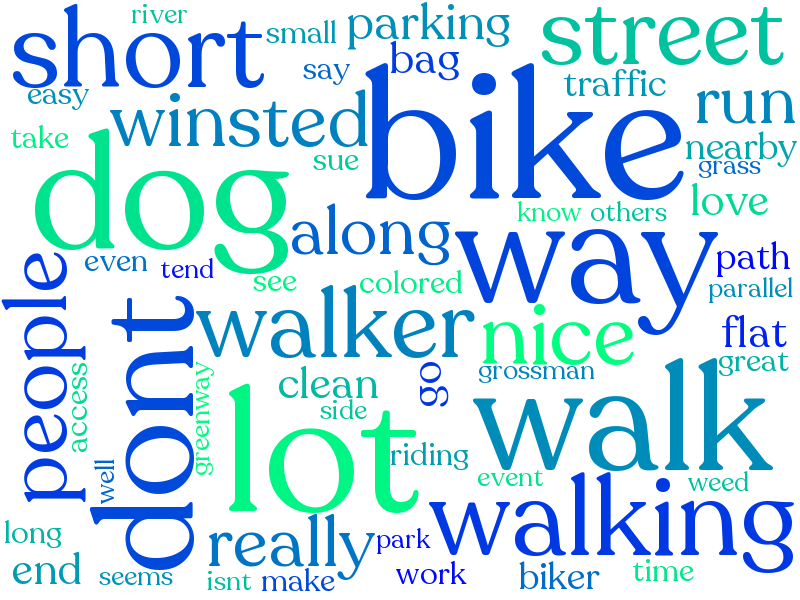 river
short
small
parking
street
say
bag
easy
traffic
winsted
bike
run
take
sue
nearby
grass
dog
know
others
love
along
way
even
tend
see
colored
path
parallel
people
dont
walker
nice
flat
great
access
greenway
clean
go
grossman
side
lot
walk
riding
well
event
weed
walking
long
really
park
end
seems
isnt
make
work
biker
time